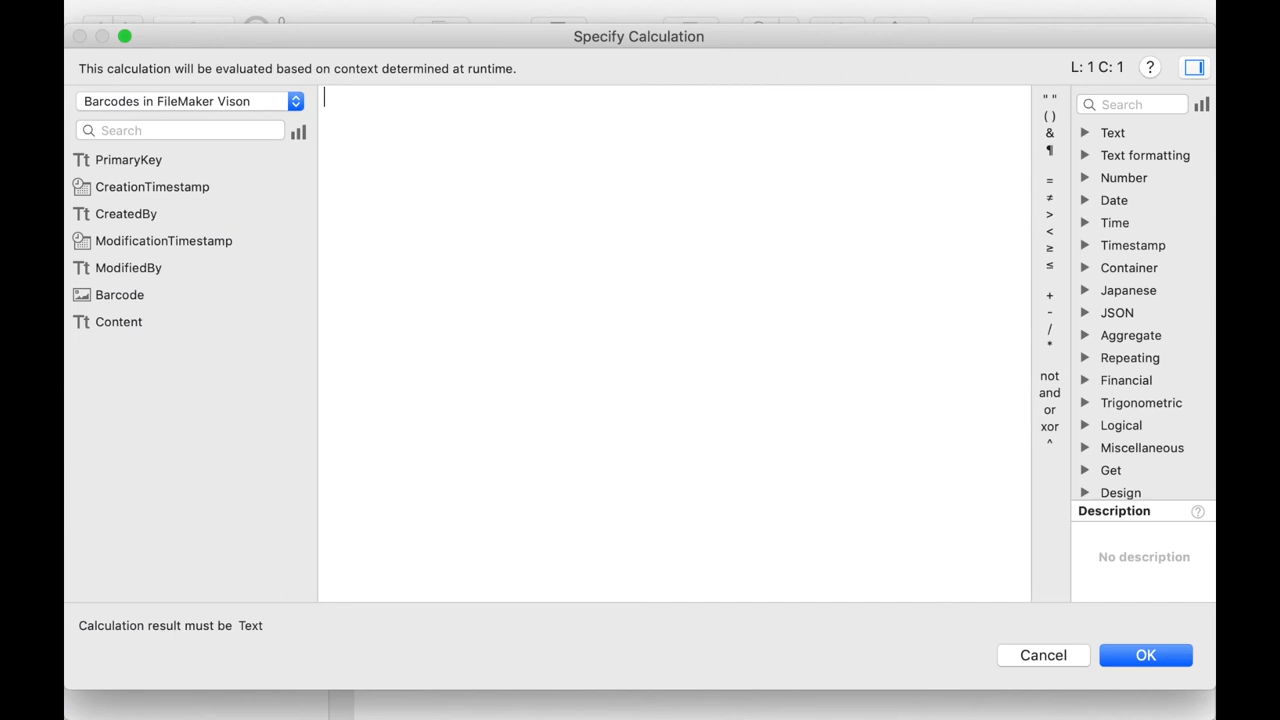 Specify Calculation
This calculation will be evaluated based on context determined at runtime.
L: 1 C: 1
?
Barcodes in FileMaker Vison
Search
PrimaryKey
CreationTimestamp
CreatedBy
ModificationTimestamp
ModifiedBy
Barcode
Content
" "
( )
&
¶
=
≠
>
<
≥
≤
+
-
/
*
not
and
or
xor
^
Search
Text
Text formatting
Number
Date
Time
Timestamp
Container
Japanese
JSON
Aggregate
Repeating
Financial
Trigonometric
Logical
Miscellaneous
Get
Design
Description ?
No description
Calculation result must be Text
Cancel
OK